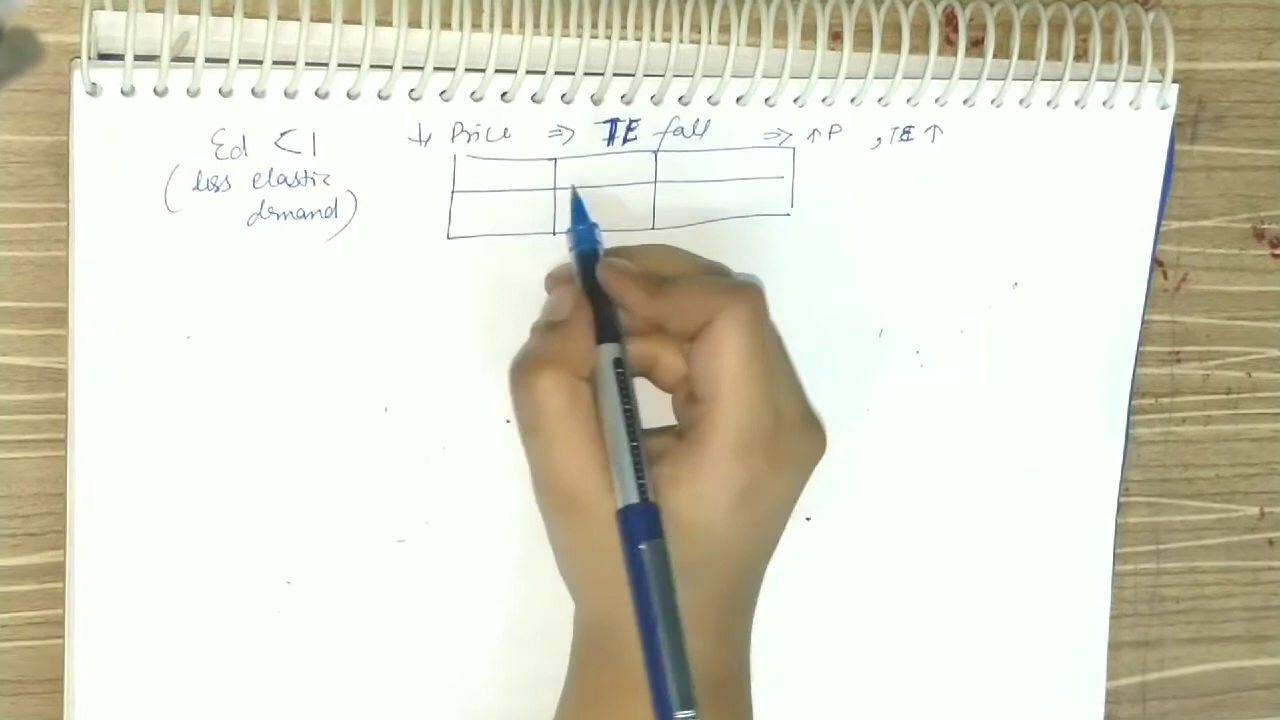 Ed < 1 ↓ Price ⇒ TE fall ⇒ ↑P , TE ↑
(less elastic
demand)